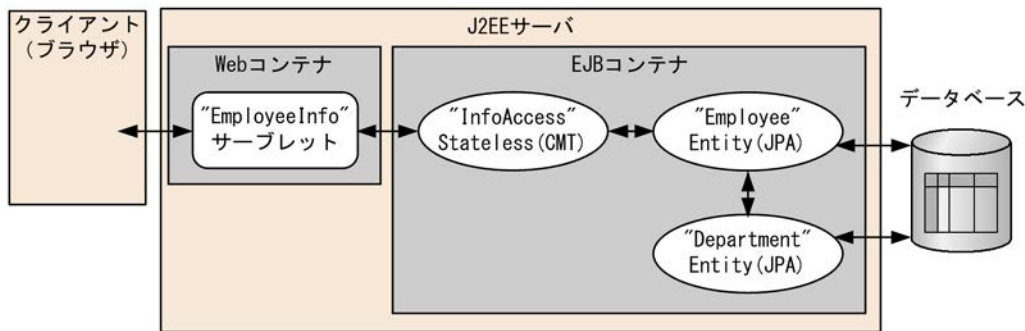 クライアント
(ブラウザ)
J2EEサーバ
Webコンテナ
"EmployeeInfo"
サーブレット
EJBコンテナ
"InfoAccess"
Stateless(CMT)
"Employee"
Entity(JPA)
"Department"
Entity(JPA)
データベース